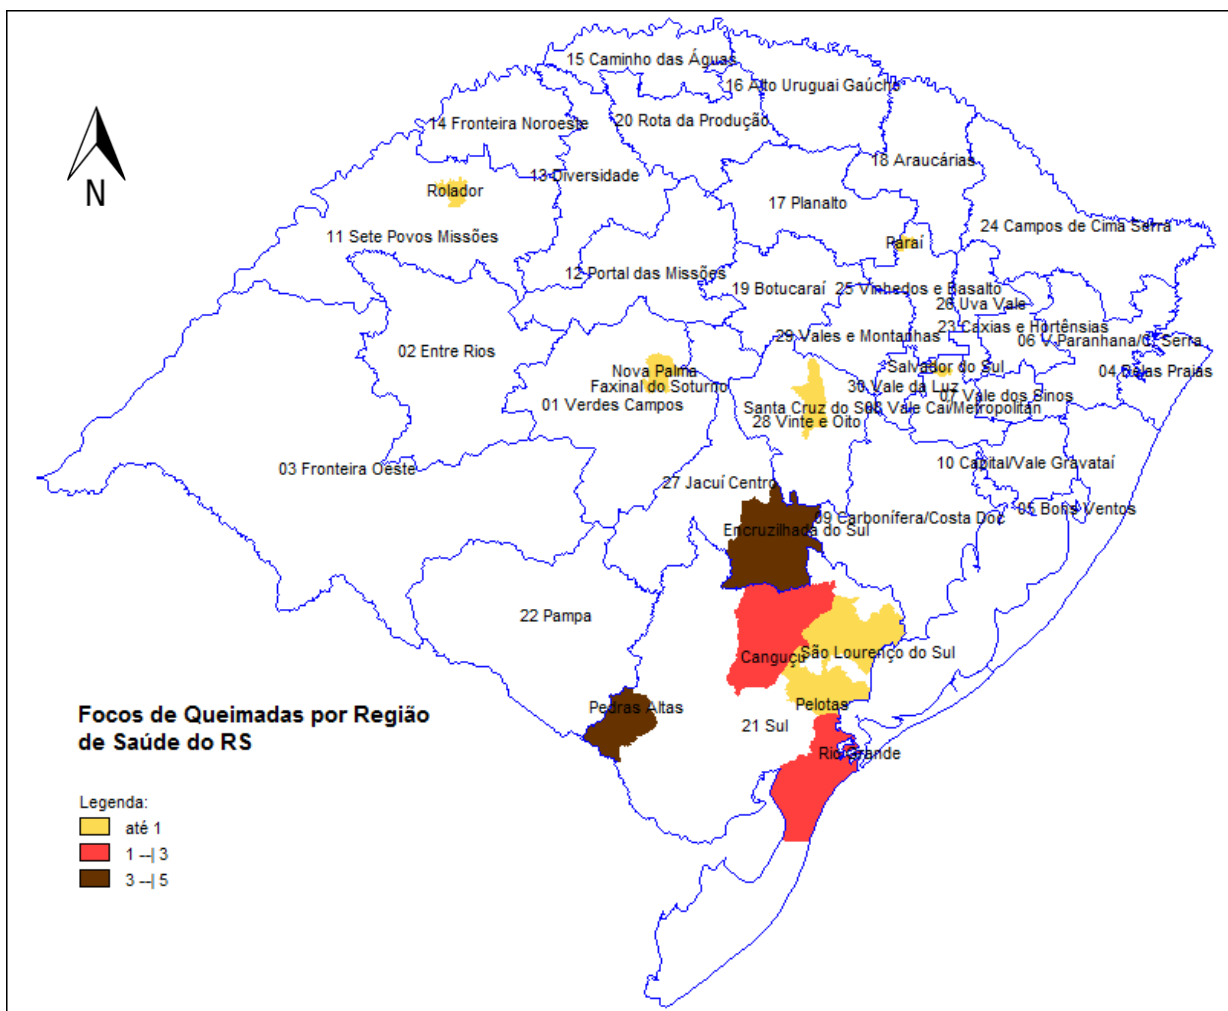 15 Caminho das Águas
16 Alto Uruguai Gaúcho
14 Fronteira Noroeste
20 Rota da Produção
18 Araucárias
13 Diversidade
Rolador
17 Planalto
24 Campos de Cima Serra
11 Sete Povos Missões
Paraí
12 Portal das Missões
19 Botucaraí
25 Vinhedos e Basalto
26 Uva Vale
23 Caxias e Hortênsias
29 Vales e Montanhas
06 V Paranhana/C. Serra
02 Entre Rios
Nova Palma
Salvador do Sul
04 Belas Praias
Faxinal do Soturno
30 Vale da Luz
07 Vale dos Sinos
01 Verdes Campos
Santa Cruz do Sul
08 Vale Caí/Metropolitan
28 Vinte e Oito
03 Fronteira Oeste
10 Capital/Vale Gravataí
27 Jacuí Centro
05 Bons Ventos
09 Carbonífera/Costa Doc
Encruzilhada do Sul
22 Pampa
São Lourenço do Sul
Canguçu
Pedras Altas
Pelotas
21 Sul
Rio Grande
N
Focos de Queimadas por Região
de Saúde do RS
Legenda:
até 1
1 --| 3
3 --| 5